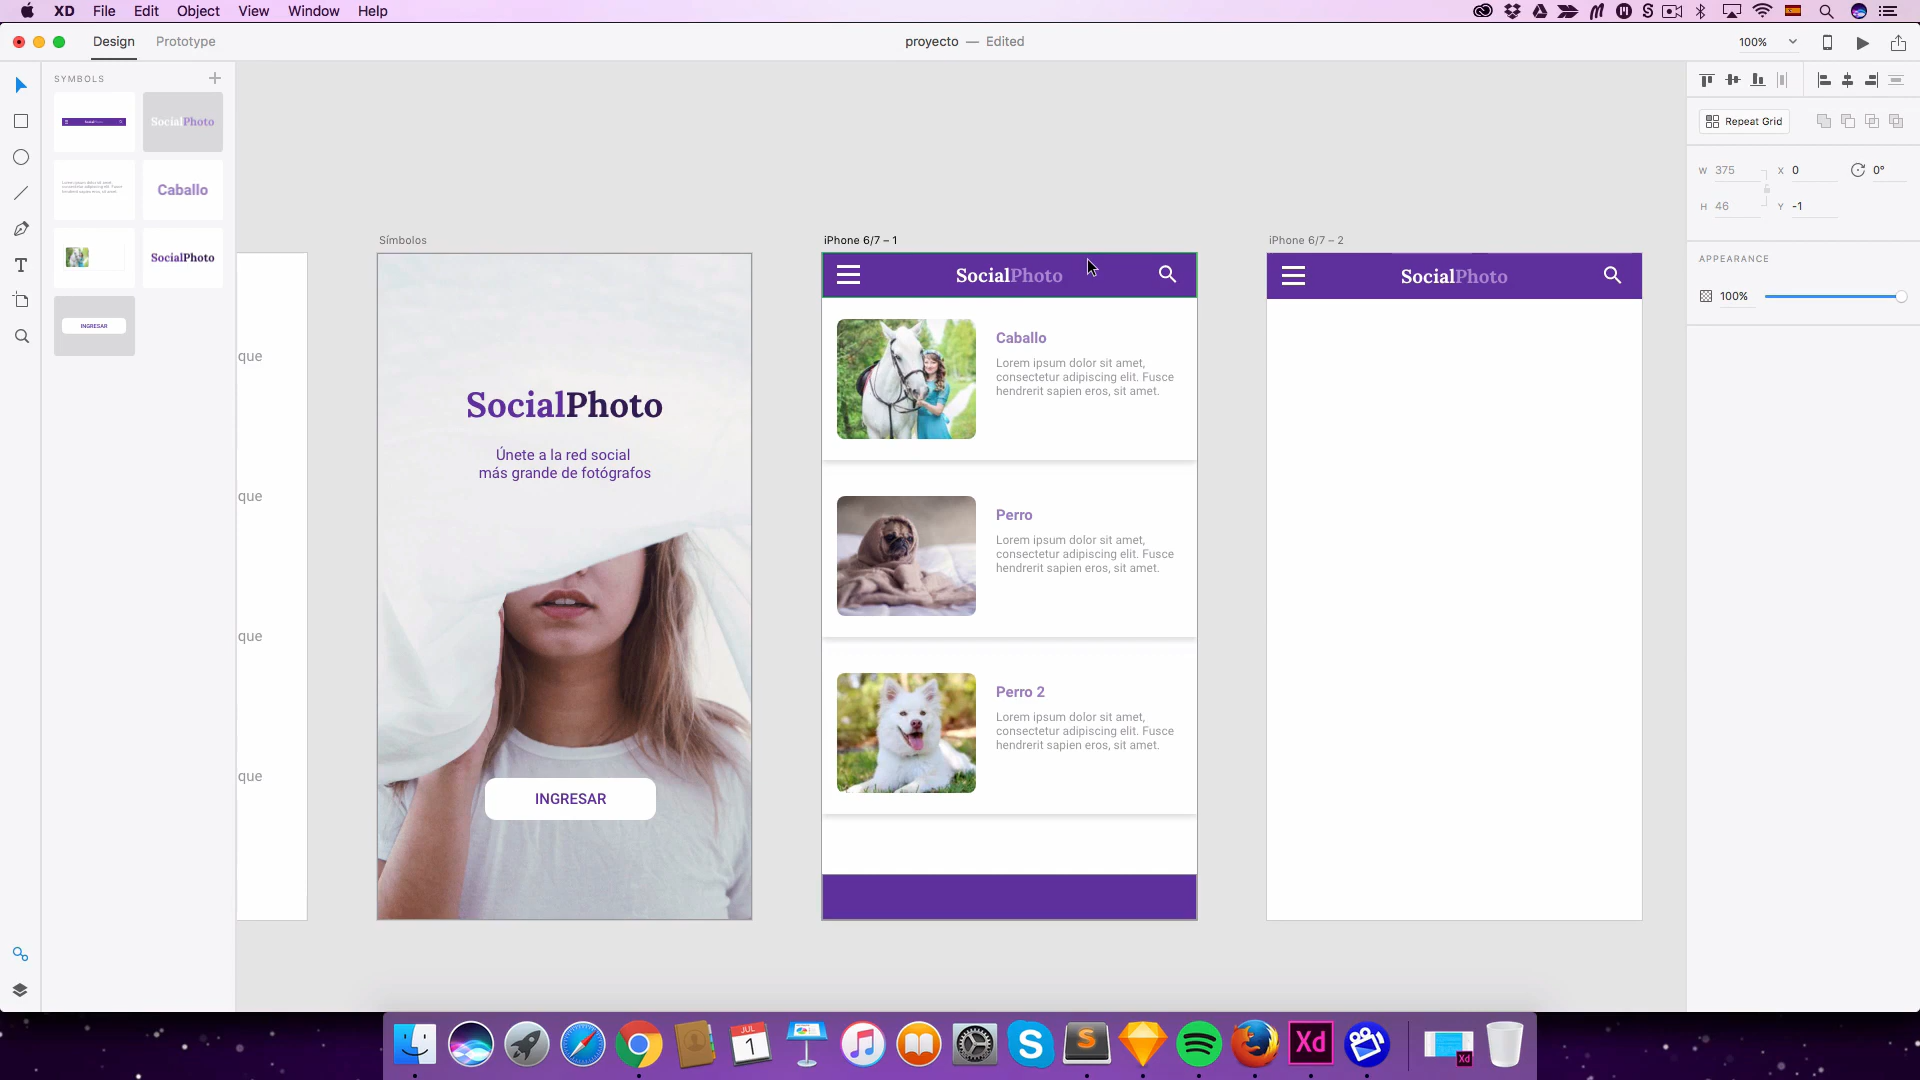 XD File Edit Object View Window Help
Design Prototype
proyecto — Edited
100%
SYMBOLS
SocialPhoto
SocialPhoto
Caballo
SocialPhoto
INGRESAR
que
que
que
que
Símbolos
SocialPhoto
Únete a la red social
más grande de fotógrafos
INGRESAR
iPhone 6/7 – 1
SocialPhoto
Caballo
Lorem ipsum dolor sit amet,
consectetur adipiscing elit. Fusce
hendrerit sapien eros, sit amet.
Perro
Lorem ipsum dolor sit amet,
consectetur adipiscing elit. Fusce
hendrerit sapien eros, sit amet.
Perro 2
Lorem ipsum dolor sit amet,
consectetur adipiscing elit. Fusce
hendrerit sapien eros, sit amet.
iPhone 6/7 – 2
SocialPhoto
Repeat Grid
W 375 X 0 0°
H 46 Y -1
APPEARANCE
100%
JUL
1
Xd
Xd